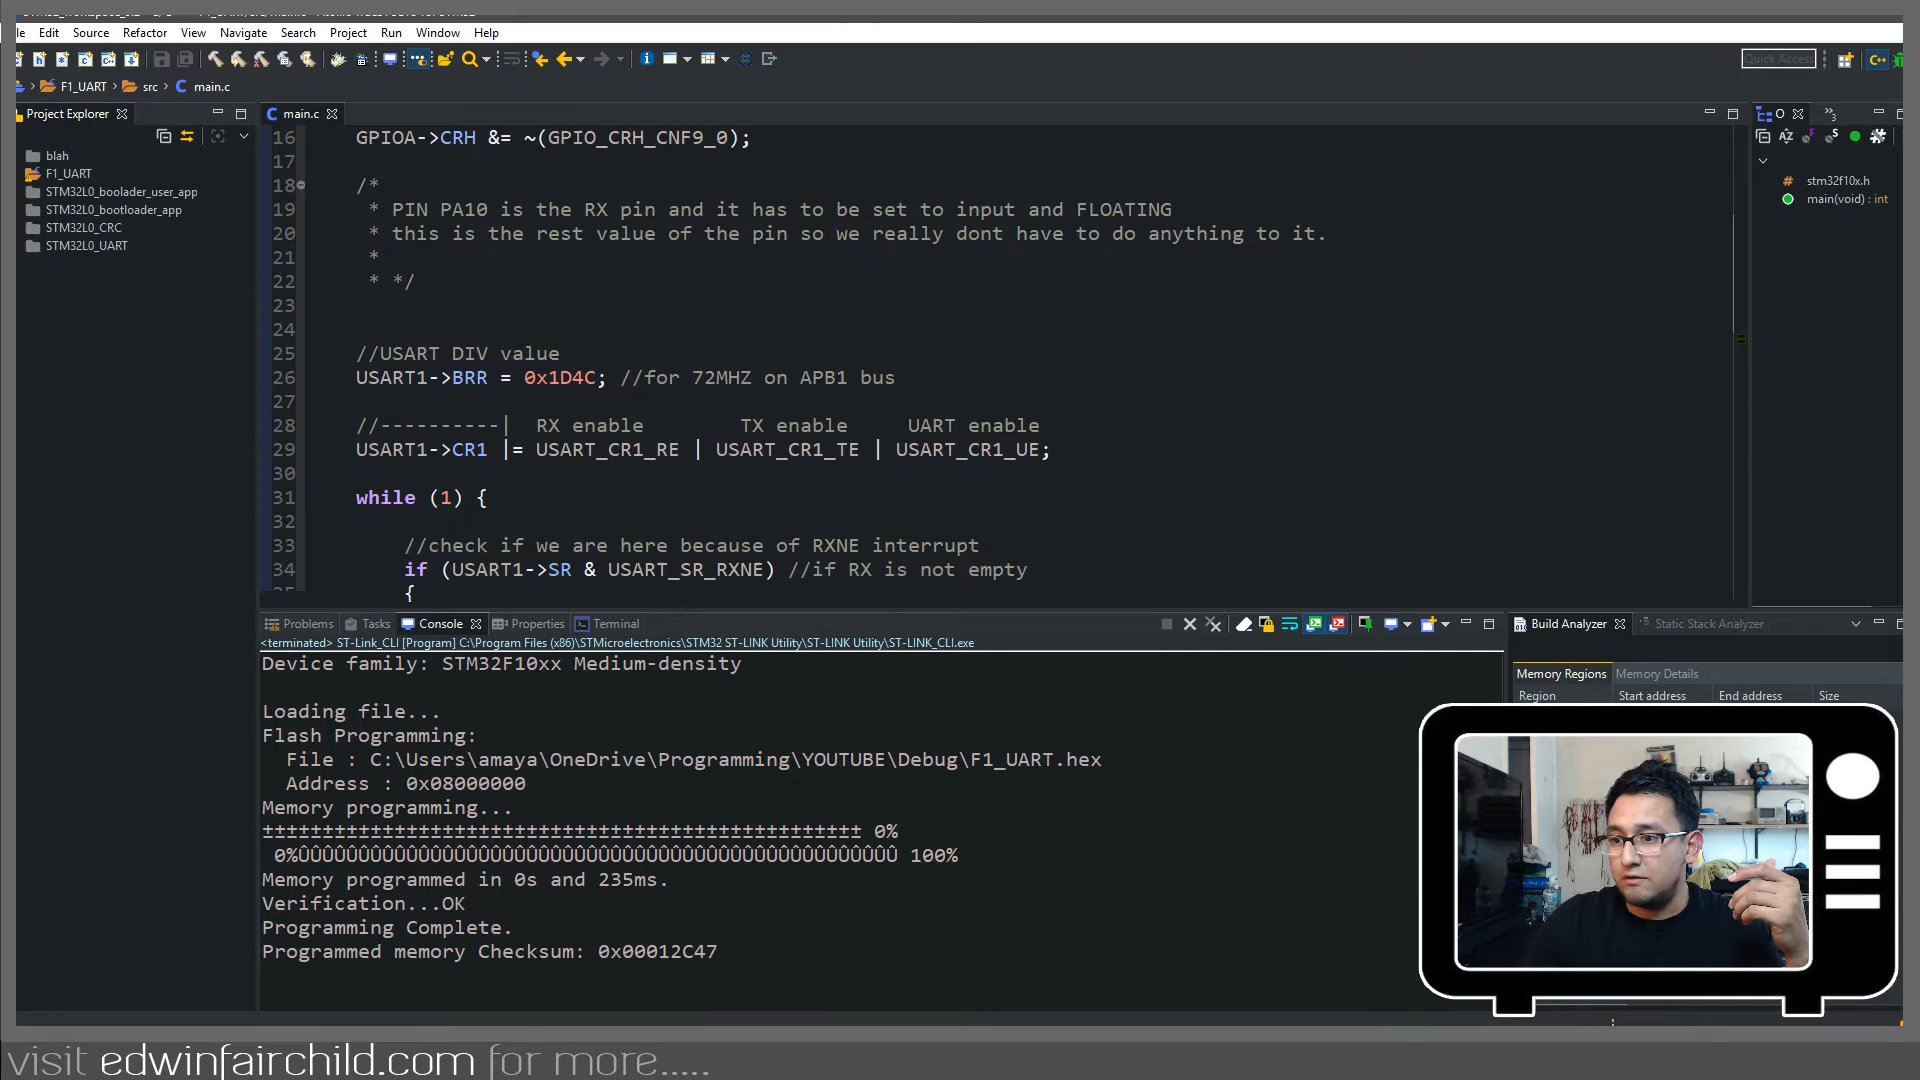 le Edit Source Refactor View Navigate Search Project Run Window Help
Quick Access
F1_UART src main.c
Project Explorer
blah
F1_UART
STM32L0_boolader_user_app
STM32L0_bootloader_app
STM32L0_CRC
STM32L0_UART
main.c
16 GPIOA->CRH &= ~(GPIO_CRH_CNF9_0);
17
18 /*
19 * PIN PA10 is the RX pin and it has to be set to input and FLOATING
20 * this is the rest value of the pin so we really dont have to do anything to it.
21 *
22 * */
23
24
25 //USART DIV value
26 USART1->BRR = 0x1D4C; //for 72MHZ on APB1 bus
27
28 //----------| RX enable TX enable UART enable
29 USART1->CR1 |= USART_CR1_RE | USART_CR1_TE | USART_CR1_UE;
30
31 while (1) {
32
33 //check if we are here because of RXNE interrupt
34 if (USART1->SR & USART_SR_RXNE) //if RX is not empty
{
O
stm32f10x.h
main(void) : int
Problems Tasks Console Properties Terminal
<terminated> ST-Link_CLI [Program] C:\Program Files (x86)\STMicroelectronics\STM32 ST-LINK Utility\ST-LINK Utility\ST-LINK_CLI.exe
Device family: STM32F10xx Medium-density
Loading file...
Flash Programming:
File : C:\Users\amaya\OneDrive\Programming\YOUTUBE\Debug\F1_UART.hex
Address : 0x08000000
Memory programming...
±±±±±±±±±±±±±±±±±±±±±±±±±±±±±±±±±±±±±±±±±±±±±±±±±± 0%
0%ÛÛÛÛÛÛÛÛÛÛÛÛÛÛÛÛÛÛÛÛÛÛÛÛÛÛÛÛÛÛÛÛÛÛÛÛÛÛÛÛÛÛÛÛÛÛÛÛÛÛ 100%
Memory programmed in 0s and 235ms.
Verification...OK
Programming Complete.
Programmed memory Checksum: 0x00012C47
Build Analyzer Static Stack Analyzer
Memory Regions Memory Details
Region Start address End address Size
visit edwinfairchild.com for more.....